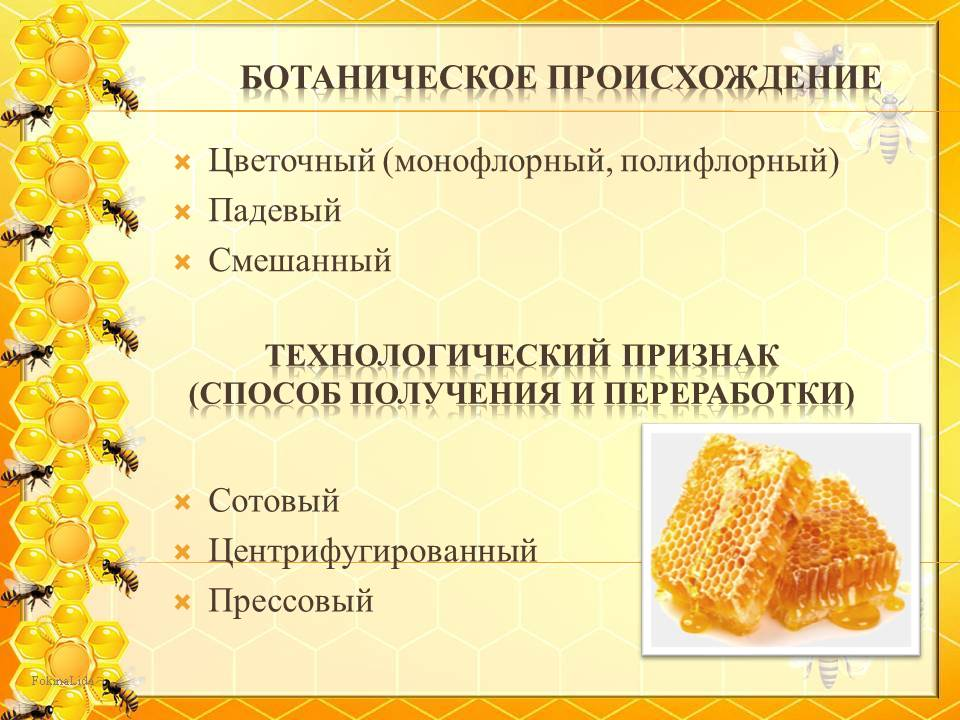 БОТАНИЧЕСКОЕ ПРОИСХОЖДЕНИЕ
Цветочный (монофлорный, полифлорный)
Падевый
Смешанный
ТЕХНОЛОГИЧЕСКИЙ ПРИЗНАК
(СПОСОБ ПОЛУЧЕНИЯ И ПЕРЕРАБОТКИ)
Сотовый
Центрифугированный
Прессовый
FokinaLida